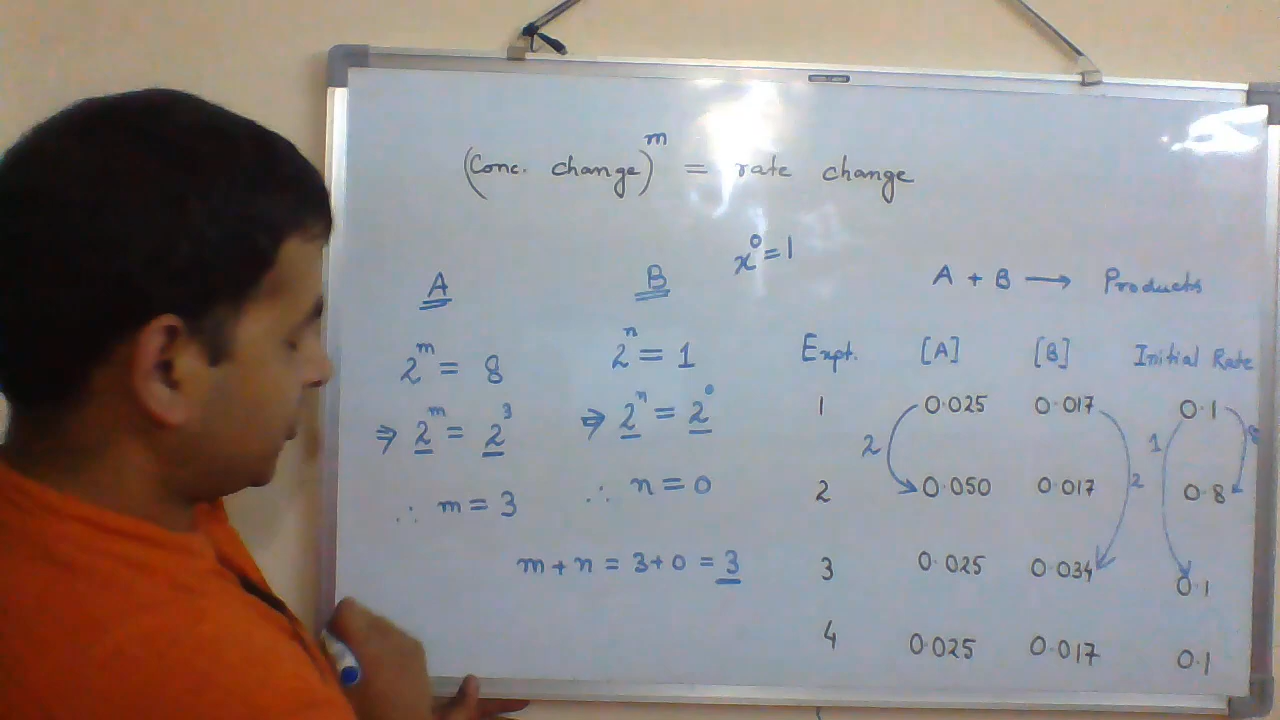 (Conc. change)^m = rate change
x^0 = 1
A
2^m = 8
⇒ 2^m = 2^3
∴ m = 3
B
2^n = 1
⇒ 2^n = 2^0
∴ n = 0
m + n = 3 + 0 = 3
A + B ⟶ Products
Expt. [A] [B] Initial Rate
1 0.025 0.017 0.1
2 1 8
2
2 0.050 0.017 0.8
3 0.025 0.034 0.1
4 0.025 0.017 0.1